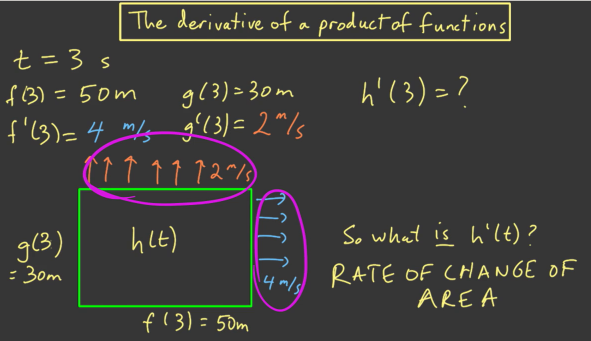 The derivative of a product of functions
t = 3 s
f(3) = 50m g(3) = 30m
h'(3) = ?
f'(3) = 4 m/s g'(3) = 2 m/s
2 m/s
g(3)
= 30m
h(t)
4 m/s
f(3) = 50m
So what is h'(t)?
RATE OF CHANGE OF
AREA